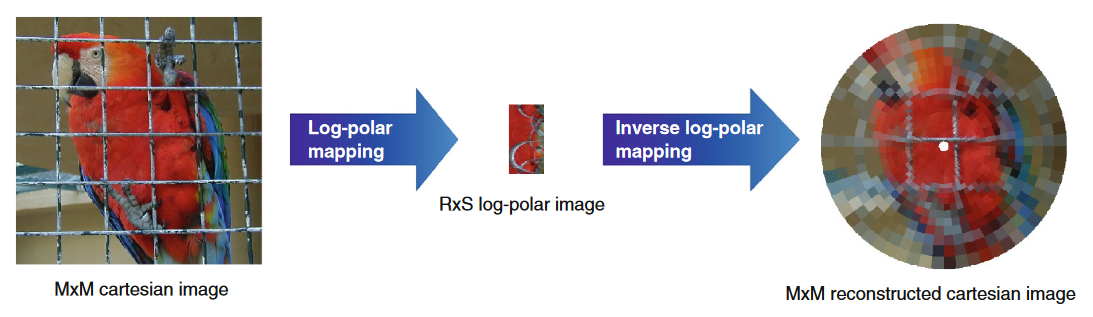 Log-polar
mapping
Inverse log-polar
mapping
RxS log-polar image
MxM cartesian image
MxM reconstructed cartesian image